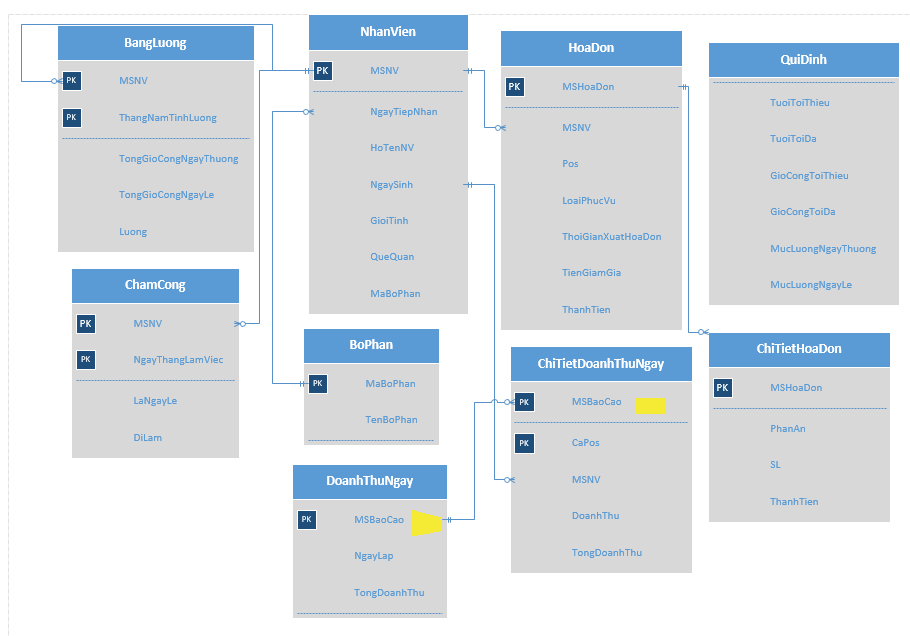 BangLuong
PK MSNV
PK ThangNamTinhLuong
TongGioCongNgayThuong
TongGioCongNgayLe
Luong
NhanVien
PK MSNV
NgayTiepNhan
HoTenNV
NgaySinh
GioiTinh
QueQuan
MaBoPhan
HoaDon
PK MSHoaDon
MSNV
Pos
LoaiPhucVu
ThoiGianXuatHoaDon
TienGiamGia
ThanhTien
QuiDinh
TuoiToiThieu
TuoiToiDa
GioCongToiThieu
GioCongToiDa
MucLuongNgayThuong
MucLuongNgayLe
ChamCong
PK MSNV
PK NgayThangLamViec
LaNgayLe
DiLam
BoPhan
PK MaBoPhan
TenBoPhan
ChiTietDoanhThuNgay
PK MSBaoCao
PK CaPos
MSNV
DoanhThu
TongDoanhThu
ChiTietHoaDon
PK MSHoaDon
PhanAn
SL
ThanhTien
DoanhThuNgay
PK MSBaoCao
NgayLap
TongDoanhThu